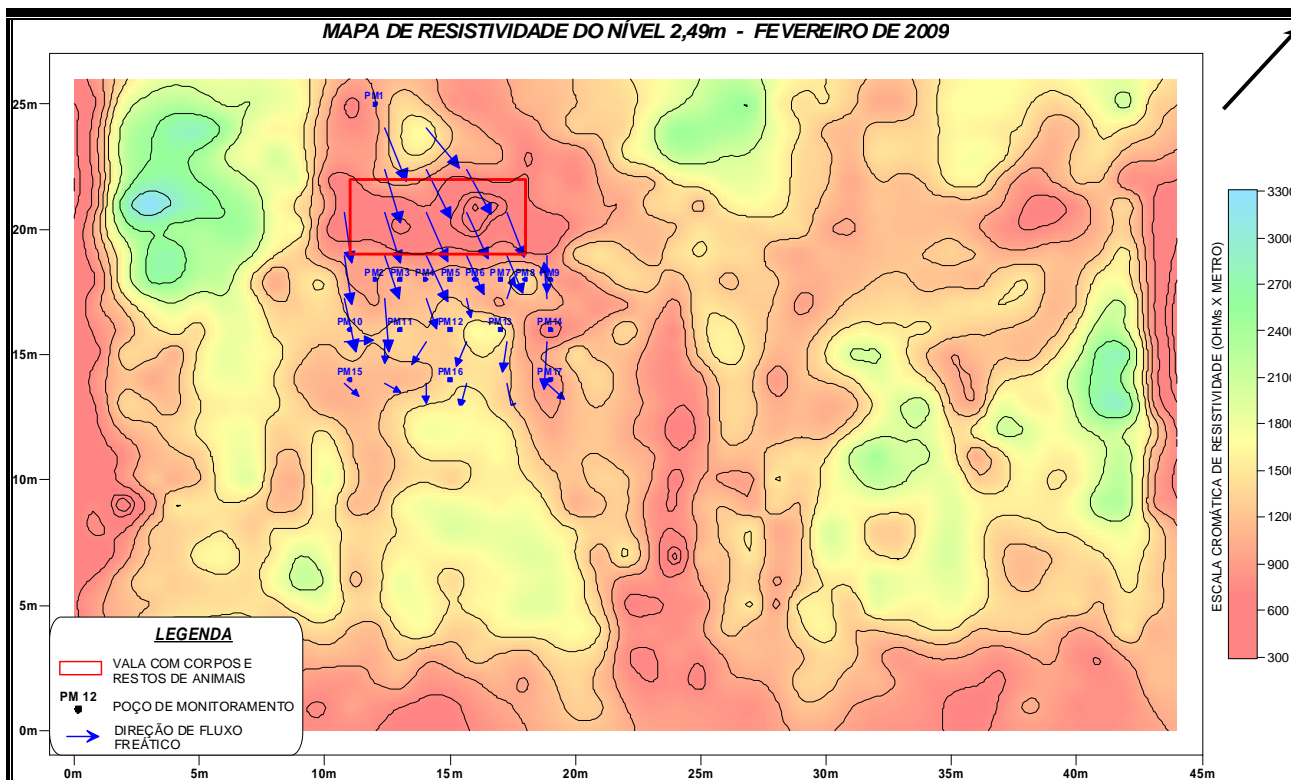 MAPA DE RESISTIVIDADE DO NÍVEL 2,49m - FEVEREIRO DE 2009
25m
20m
15m
10m
5m
0m
PM1
PM2 PM3 PM4 PM5 PM6 PM7 PM8 PM9
PM10 PM11 PM12 PM13 PM14
PM15 PM16 PM17
LEGENDA
VALA COM CORPOS E
RESTOS DE ANIMAIS
PM 12
POÇO DE MONITORAMENTO
DIREÇÃO DE FLUXO
FREÁTICO
0m 5m 10m 15m 20m 25m 30m 35m 40m 45m
ESCALA CROMÁTICA DE RESISTIVIDADE (OHMs X METRO)
3300
3000
2700
2400
2100
1800
1500
1200
900
600
300